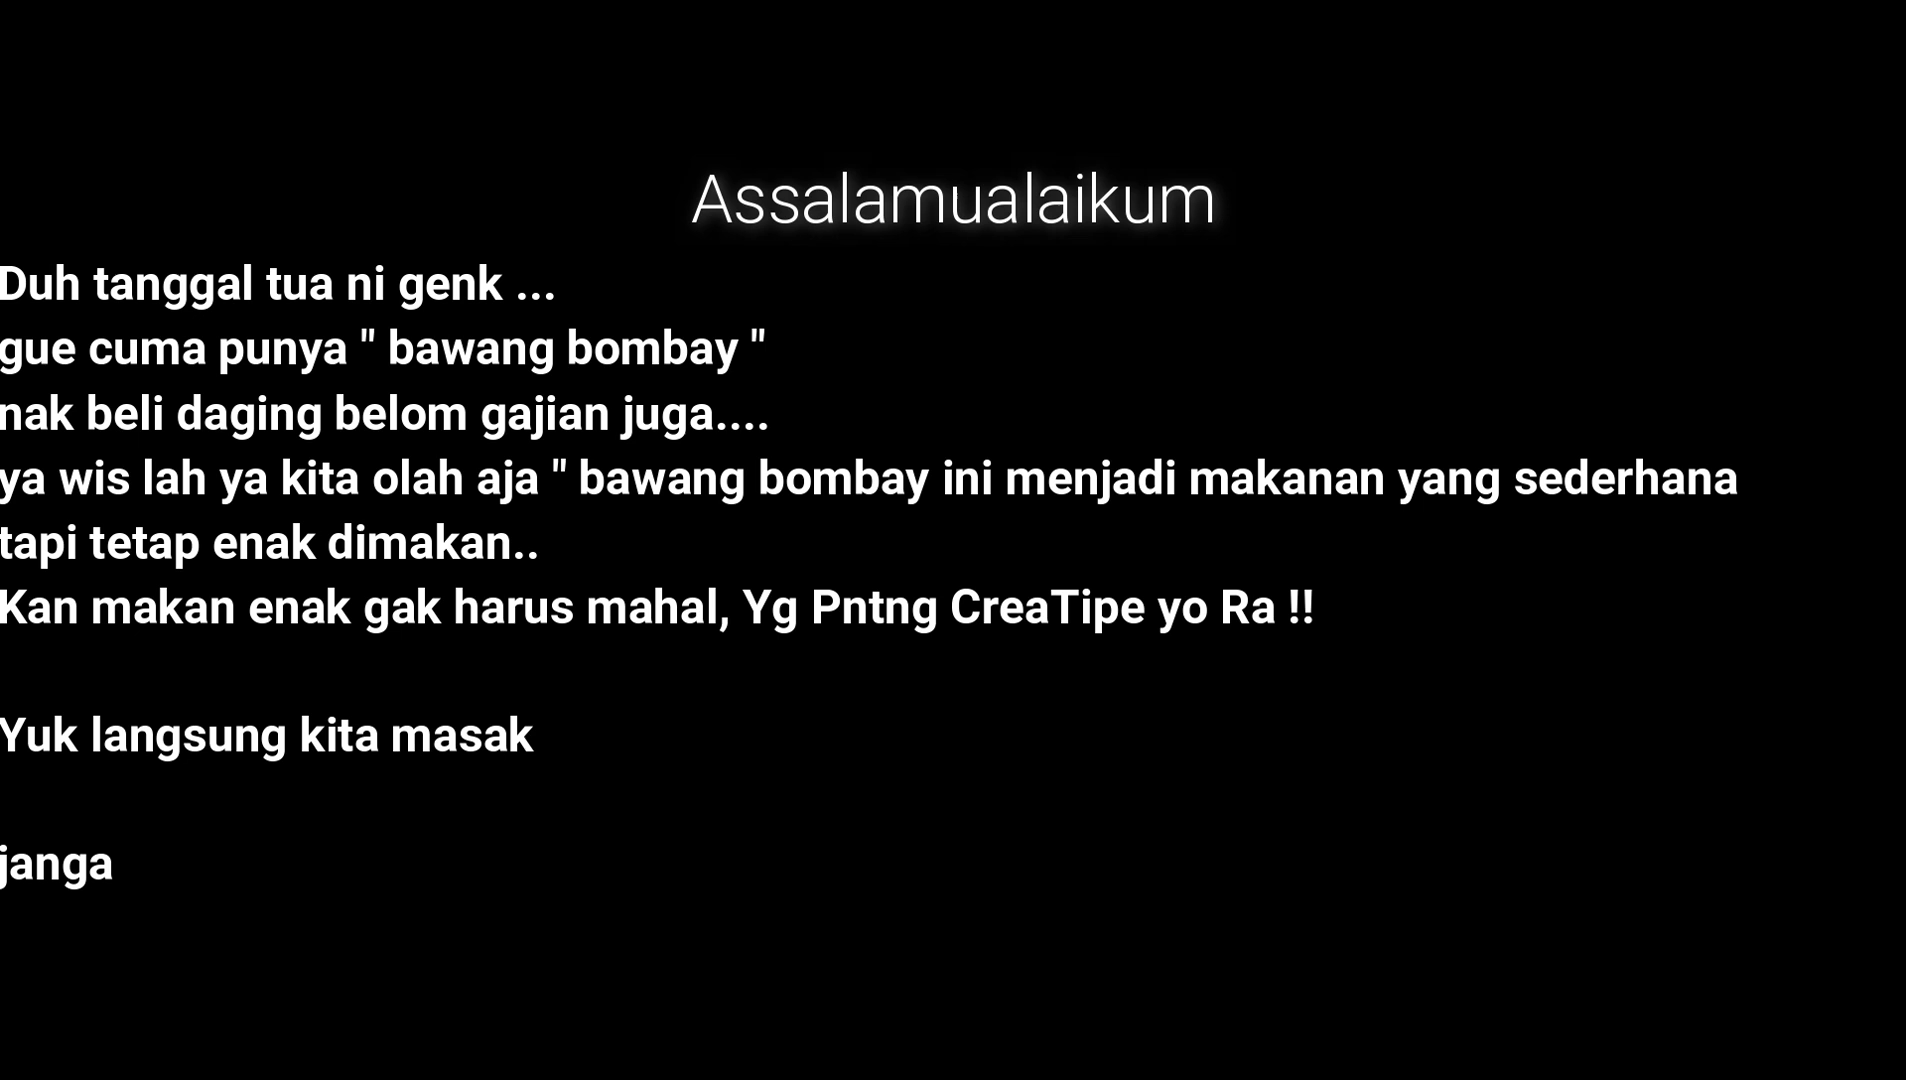 Assalamualaikum
Duh tanggal tua ni genk ...
gue cuma punya " bawang bombay "
nak beli daging belom gajian juga....
ya wis lah ya kita olah aja " bawang bombay ini menjadi makanan yang sederhana
tapi tetap enak dimakan..
Kan makan enak gak harus mahal, Yg Pntng CreaTipe yo Ra !!
Yuk langsung kita masak
janga